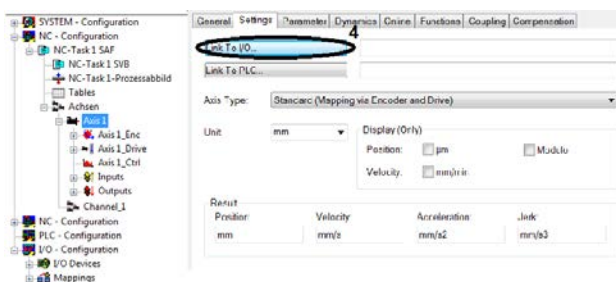 SYSTEM - Configuration
NC - Configuration
NC-Task 1 SAF
NC-Task 1 SVB
NC-Task 1-Prozessabbild
Tables
Achsen
Axis 1
Axis 1_Enc
Axis 1_Drive
Axis 1_Ctrl
Inputs
Outputs
Channel_1
NC - Configuration
PLC - Configuration
I/O - Configuration
I/O Devices
Mappings
General Settings Parameter Dynamics Online Functions Coupling Compensation
4
Link To I/O...
Link To PLC...
Axis Type: Standard (Mapping via Encoder and Drive)
Unit: mm Display (Only)
Position: µm Modulo
Velocity: mm/min
Result
Position: Velocity: Acceleration: Jerk:
mm mm/s mm/s2 mm/s3